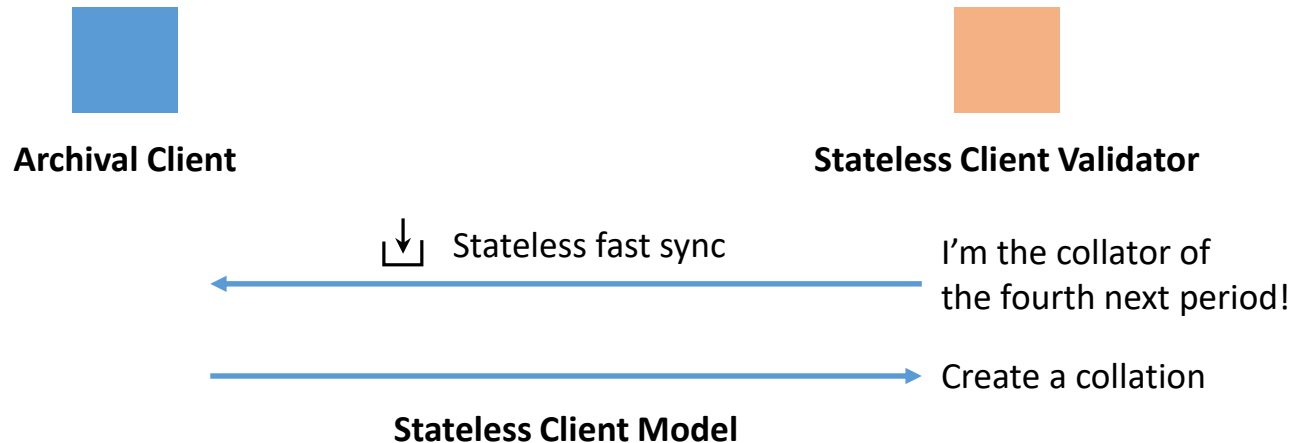 Archival Client
Stateless Client Validator
Stateless fast sync
I’m the collator of
the fourth next period!
Create a collation
Stateless Client Model